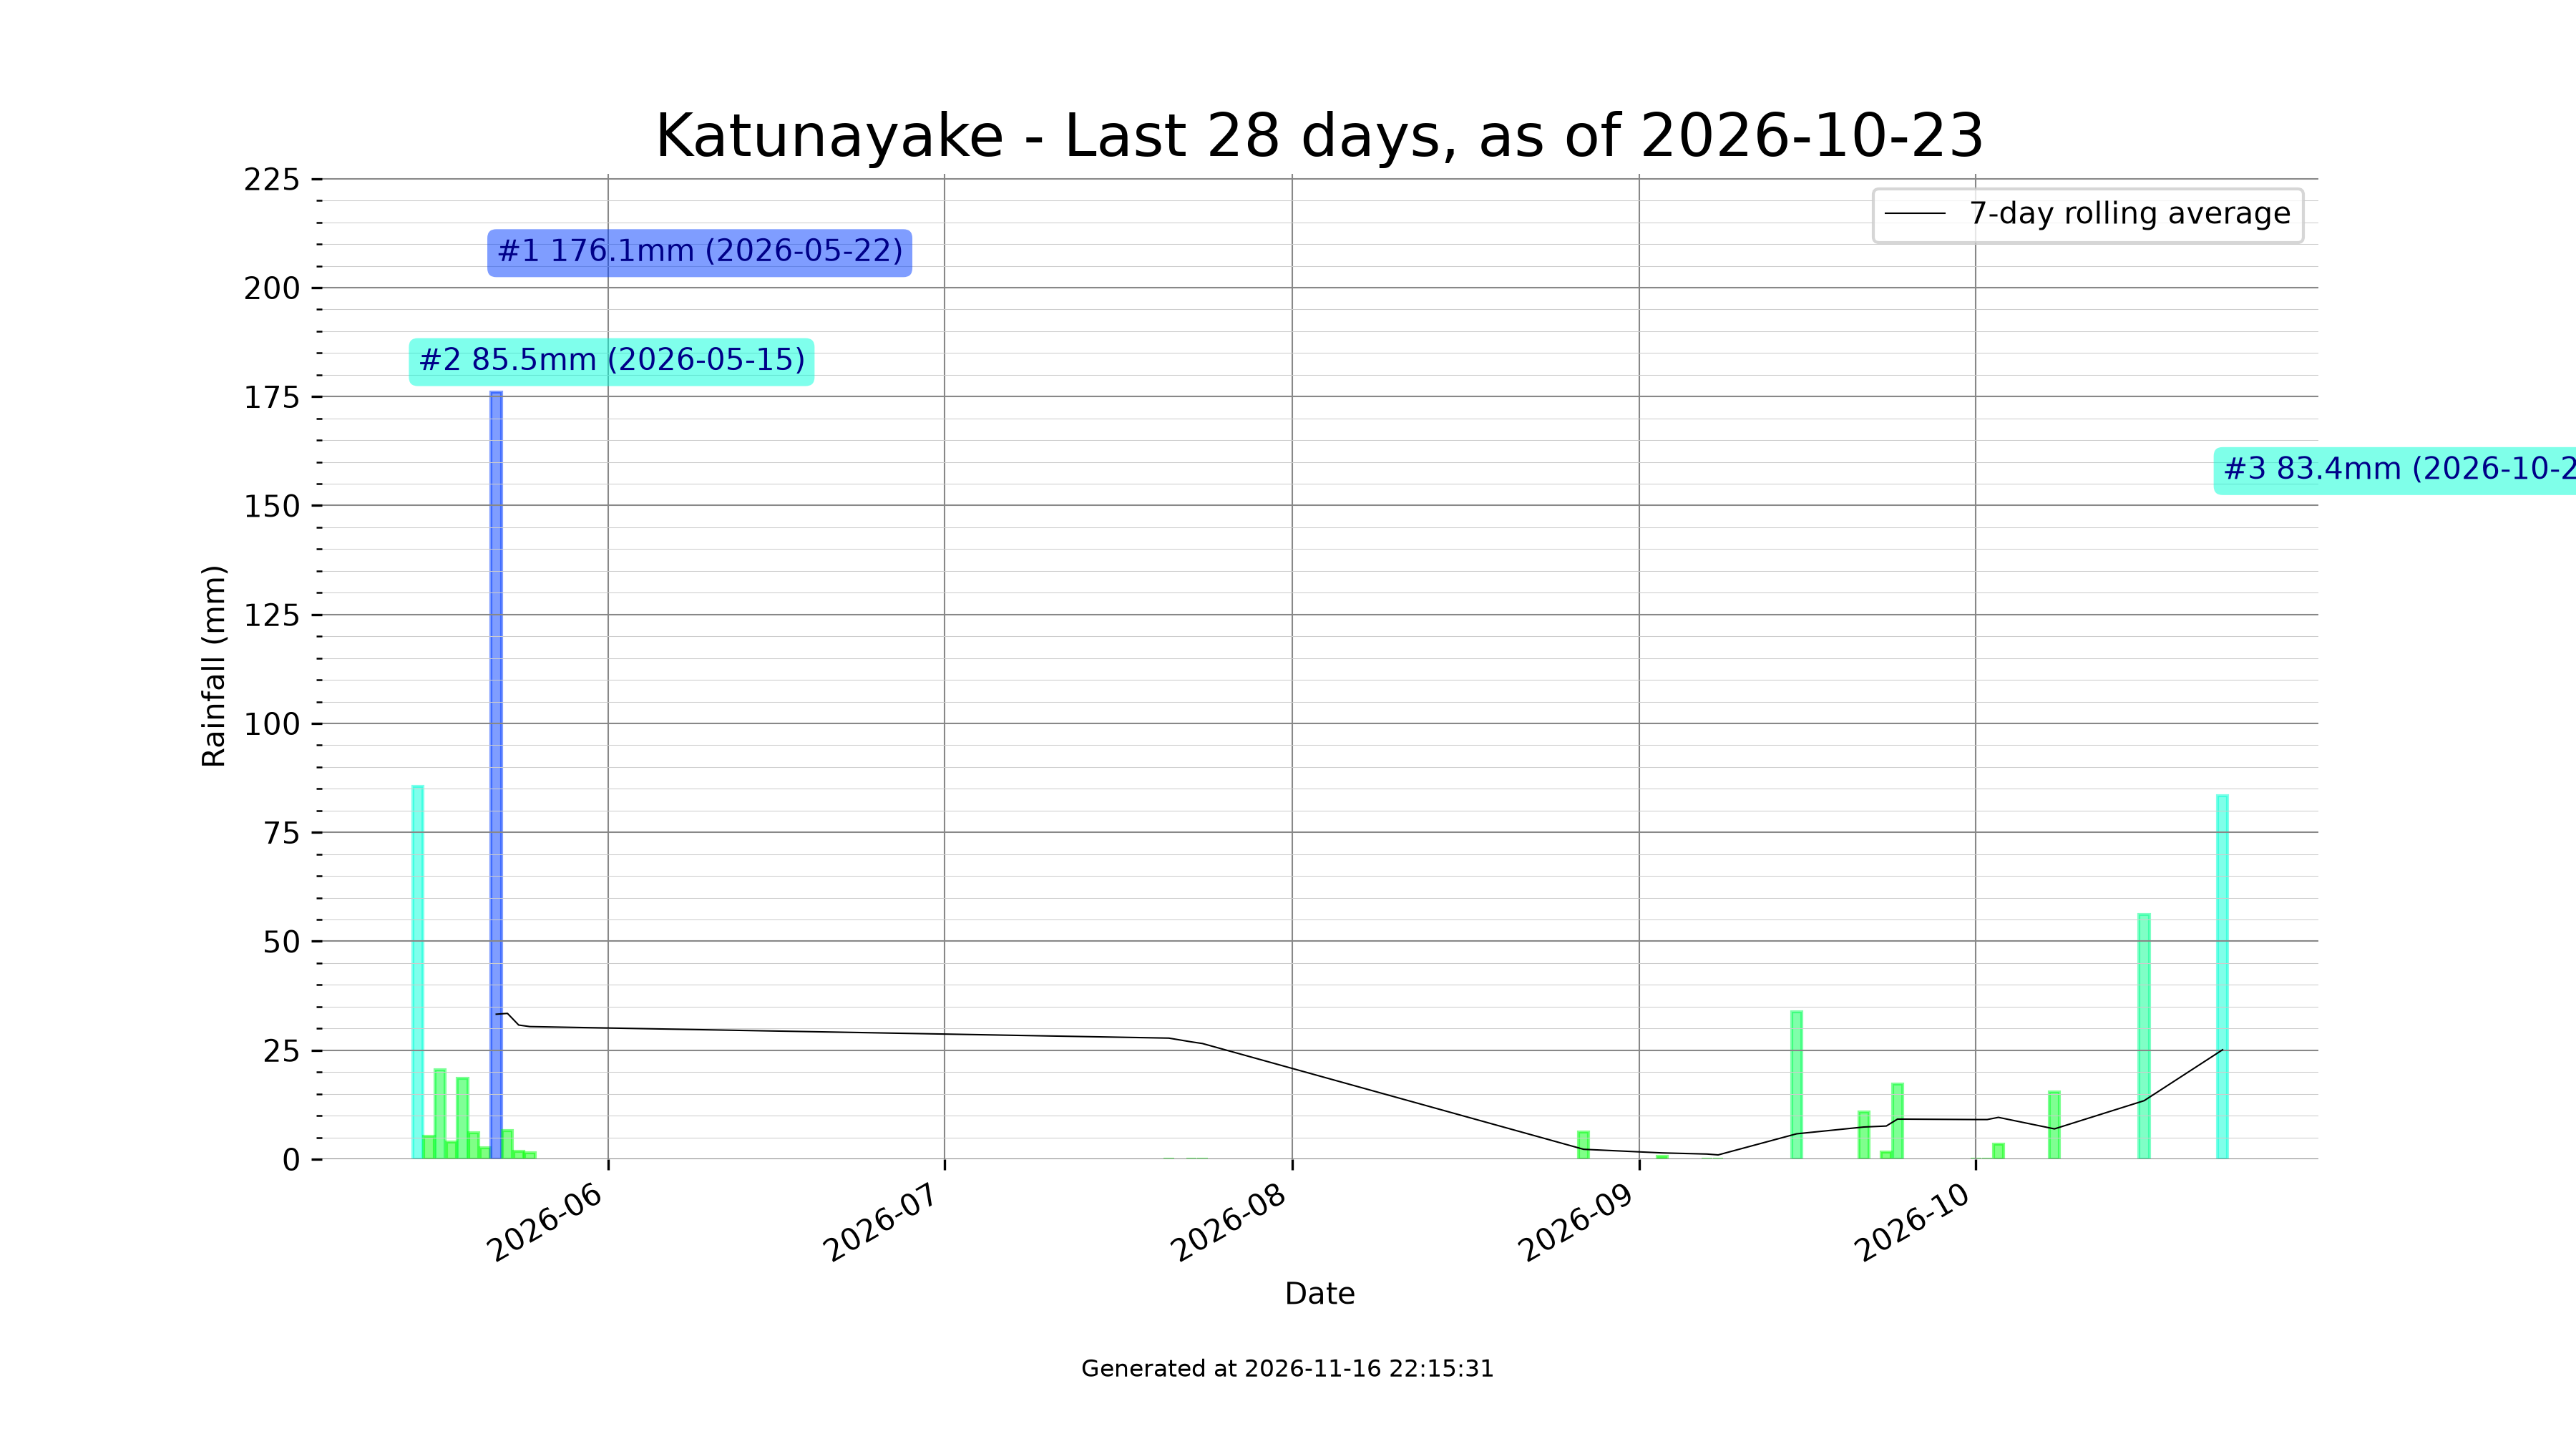 Katunayake - Last 28 days, as of 2026-10-23
225
200
175
150
125
100
75
50
25
0
Rainfall (mm)
7-day rolling average
#1 176.1mm (2026-05-22)
#2 85.5mm (2026-05-15)
#3 83.4mm (2026-10-2
2026-06
2026-07
2026-08
2026-09
2026-10
Date
Generated at 2026-11-16 22:15:31